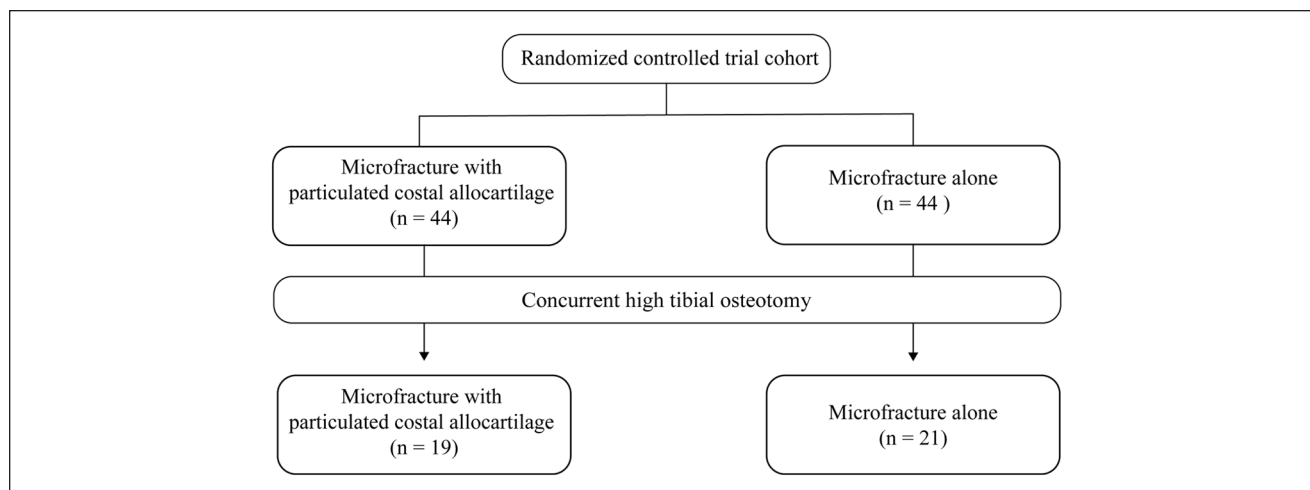 Randomized controlled trial cohort
Microfracture with
particulated costal allocartilage
(n = 44)
Microfracture alone
(n = 44 )
Concurrent high tibial osteotomy
Microfracture with
particulated costal allocartilage
(n = 19)
Microfracture alone
(n = 21)